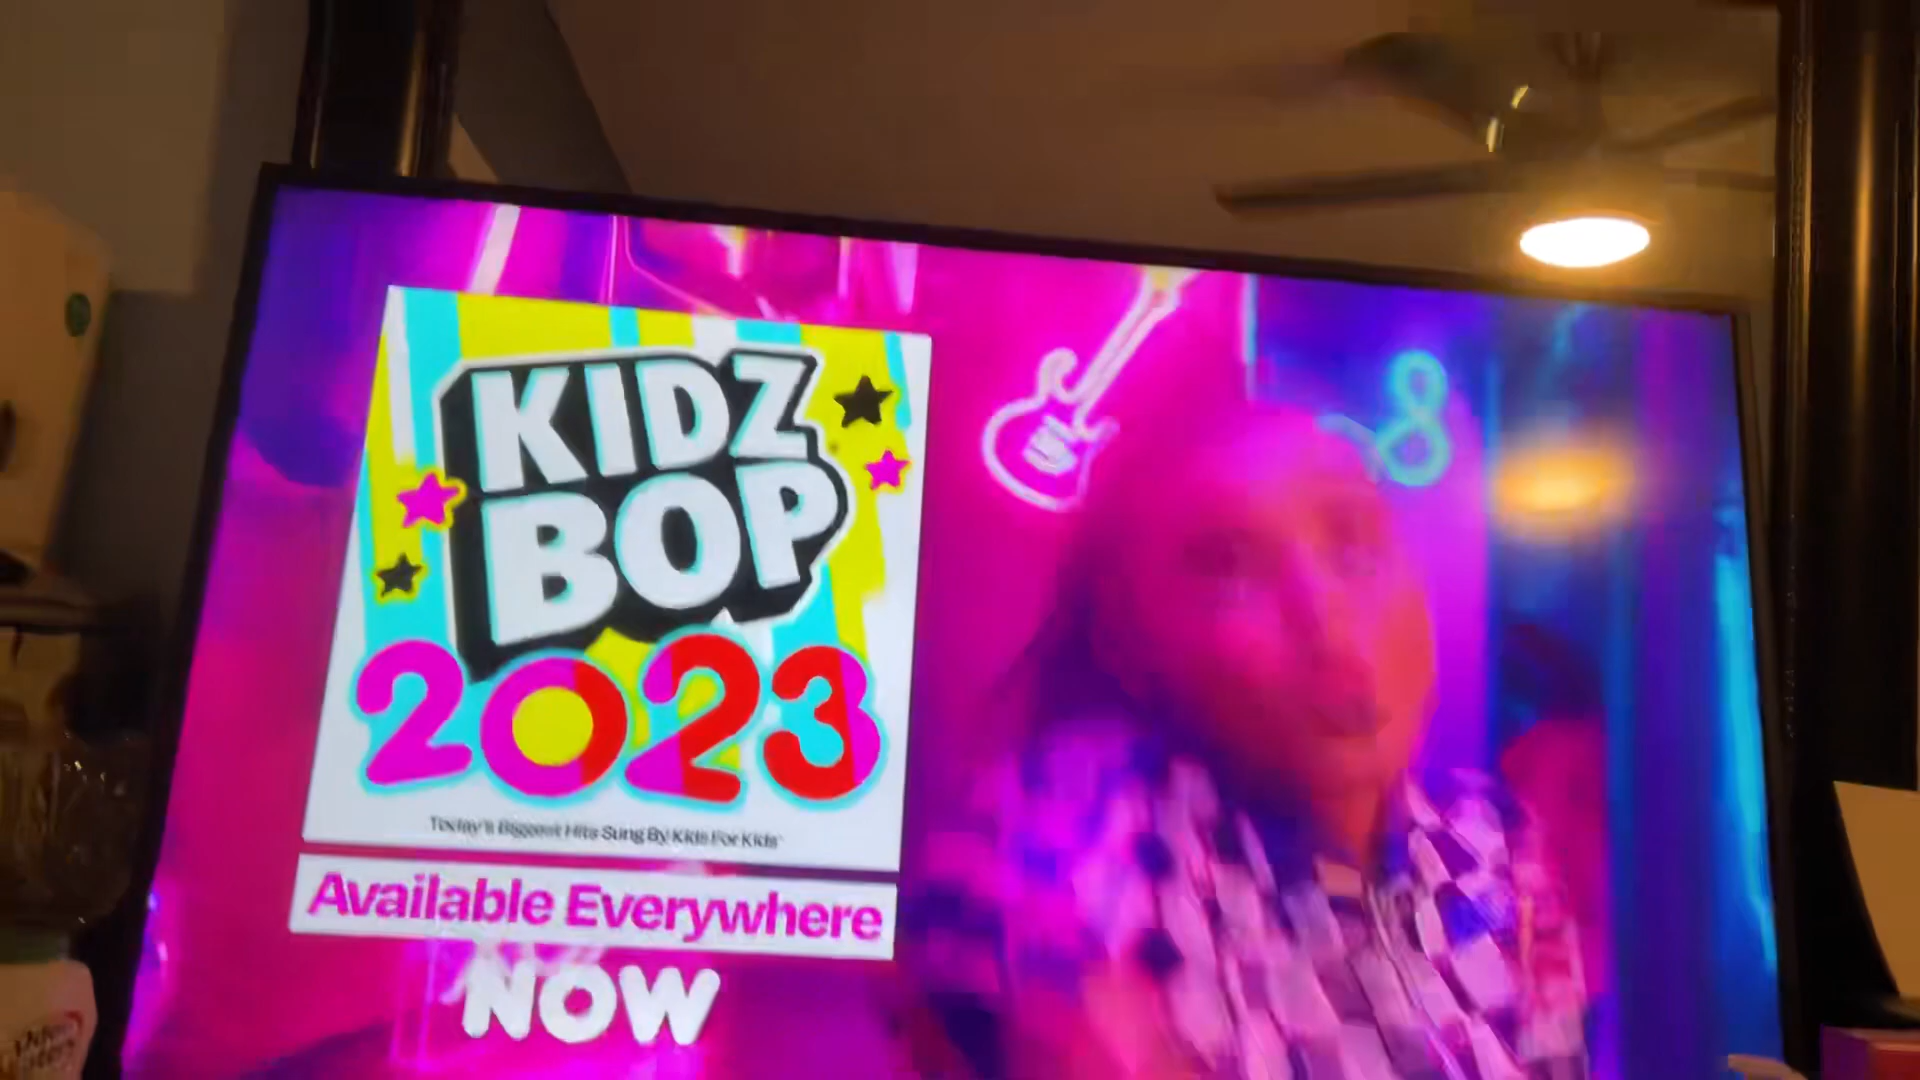 KIDZ
BOP
2023
Today's Biggest Hits Sung By Kids For Kids
Available Everywhere
NOW